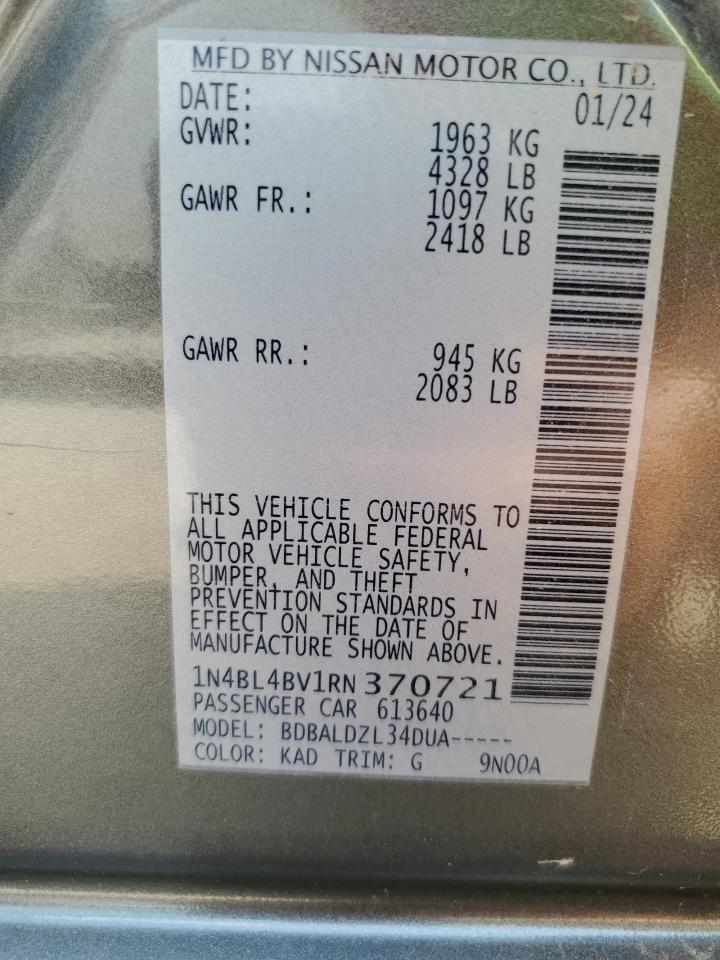 MFD BY NISSAN MOTOR CO., LTD.
DATE: 01/24
GVWR: 1963 KG
4328 LB
GAWR FR.: 1097 KG
2418 LB
GAWR RR.: 945 KG
2083 LB
THIS VEHICLE CONFORMS TO
ALL APPLICABLE FEDERAL
MOTOR VEHICLE SAFETY,
BUMPER, AND THEFT
PREVENTION STANDARDS IN
EFFECT ON THE DATE OF
MANUFACTURE SHOWN ABOVE.
1N4BL4BV1RN370721
PASSENGER CAR 613640
MODEL: BDBALDZL34DUA-----
COLOR: KAD TRIM: G 9N00A